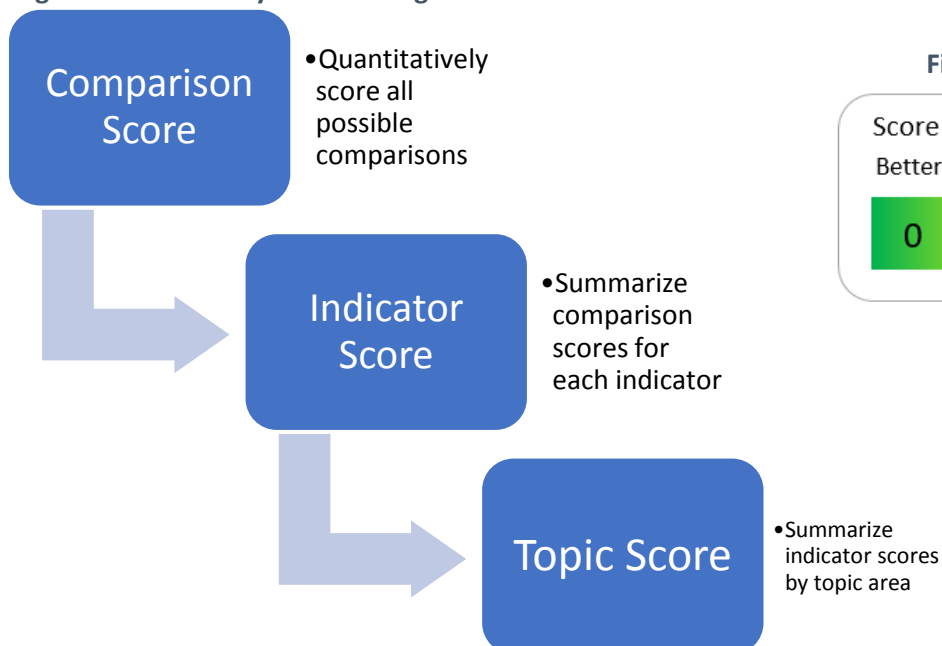 Comparison
Score
•Quantitatively
score all
possible
comparisons
Fi
Score
Better
0
Indicator
Score
•Summarize
comparison
scores for
each indicator
Topic Score
•Summarize
indicator scores
by topic area